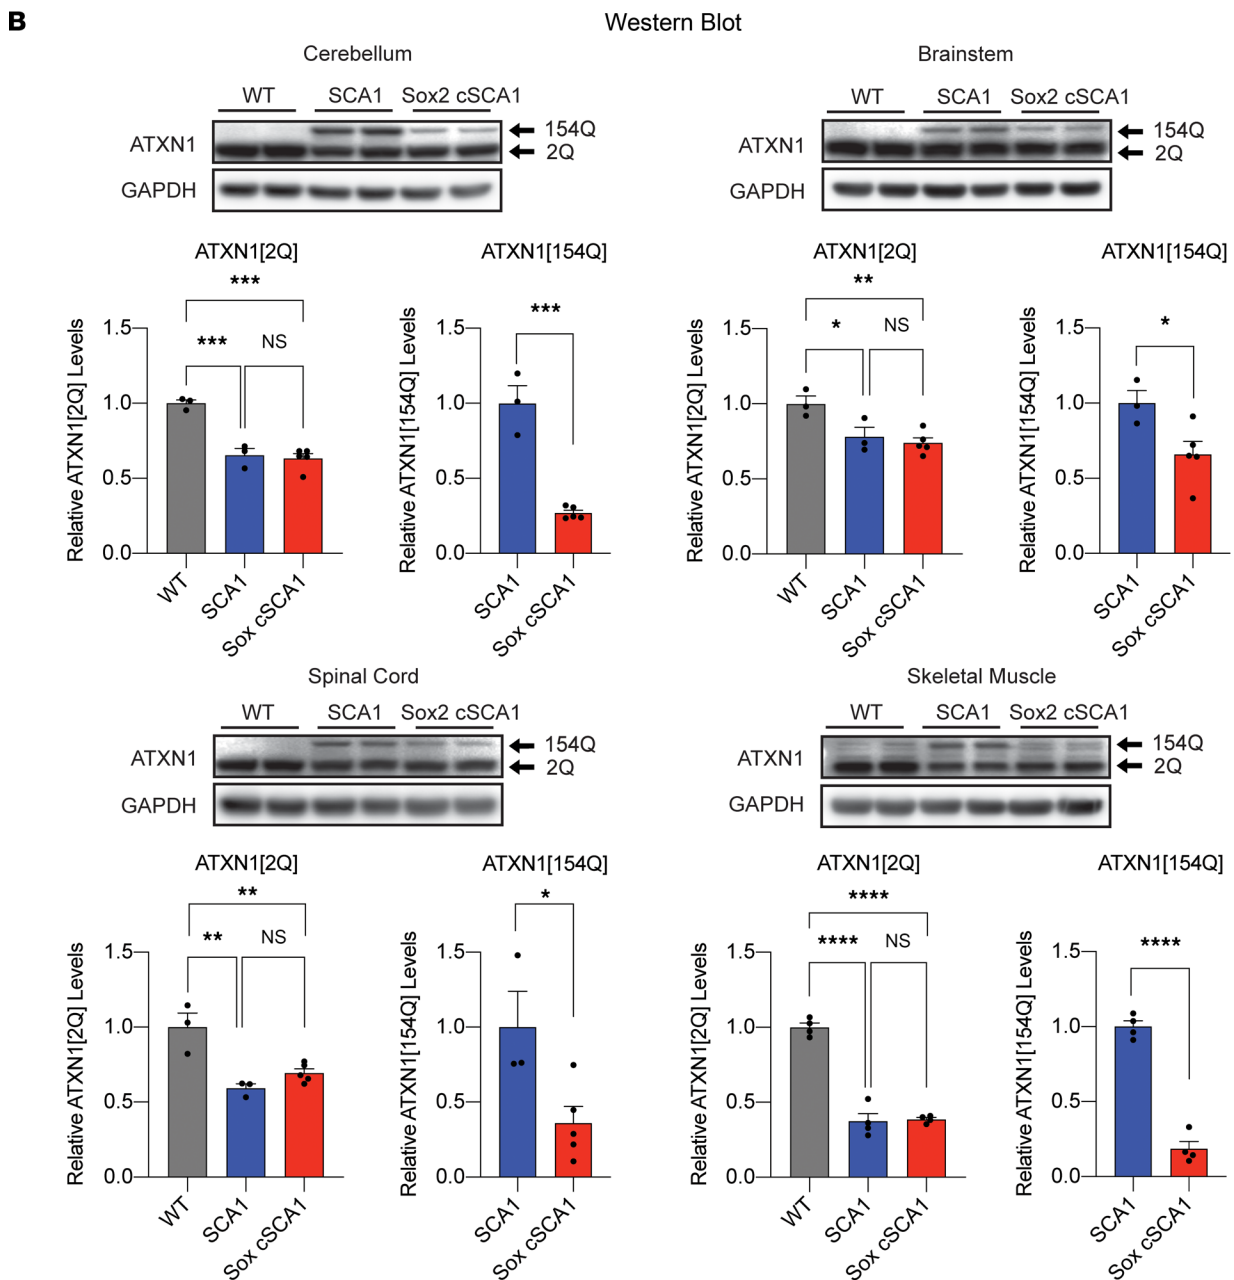 B
Western Blot
Cerebellum
WT SCA1 Sox2 cSCA1
ATXN1
154Q
2Q
GAPDH
ATXN1[2Q]
***
*** NS
Relative ATXN1[2Q] Levels
1.5
1.0
0.5
0.0
WT
SCA1
Sox cSCA1
ATXN1[154Q]
***
Relative ATXN1[154Q] Levels
1.5
1.0
0.5
0.0
SCA1
Sox cSCA1
Brainstem
WT SCA1 Sox2 cSCA1
ATXN1
154Q
2Q
GAPDH
ATXN1[2Q]
**
* NS
Relative ATXN1[2Q] Levels
1.5
1.0
0.5
0.0
WT
SCA1
Sox cSCA1
ATXN1[154Q]
*
Relative ATXN1[154Q] Levels
1.5
1.0
0.5
0.0
SCA1
Sox cSCA1
Spinal Cord
WT SCA1 Sox2 cSCA1
ATXN1
154Q
2Q
GAPDH
ATXN1[2Q]
**
** NS
Relative ATXN1[2Q] Levels
1.5
1.0
0.5
0.0
WT
SCA1
Sox cSCA1
ATXN1[154Q]
*
Relative ATXN1[154Q] Levels
1.5
1.0
0.5
0.0
SCA1
Sox cSCA1
Skeletal Muscle
WT SCA1 Sox2 cSCA1
ATXN1
154Q
2Q
GAPDH
ATXN1[2Q]
****
**** NS
Relative ATXN1[2Q] Levels
1.5
1.0
0.5
0.0
WT
SCA1
Sox cSCA1
ATXN1[154Q]
****
Relative ATXN1[154Q] Levels
1.5
1.0
0.5
0.0
SCA1
Sox cSCA1